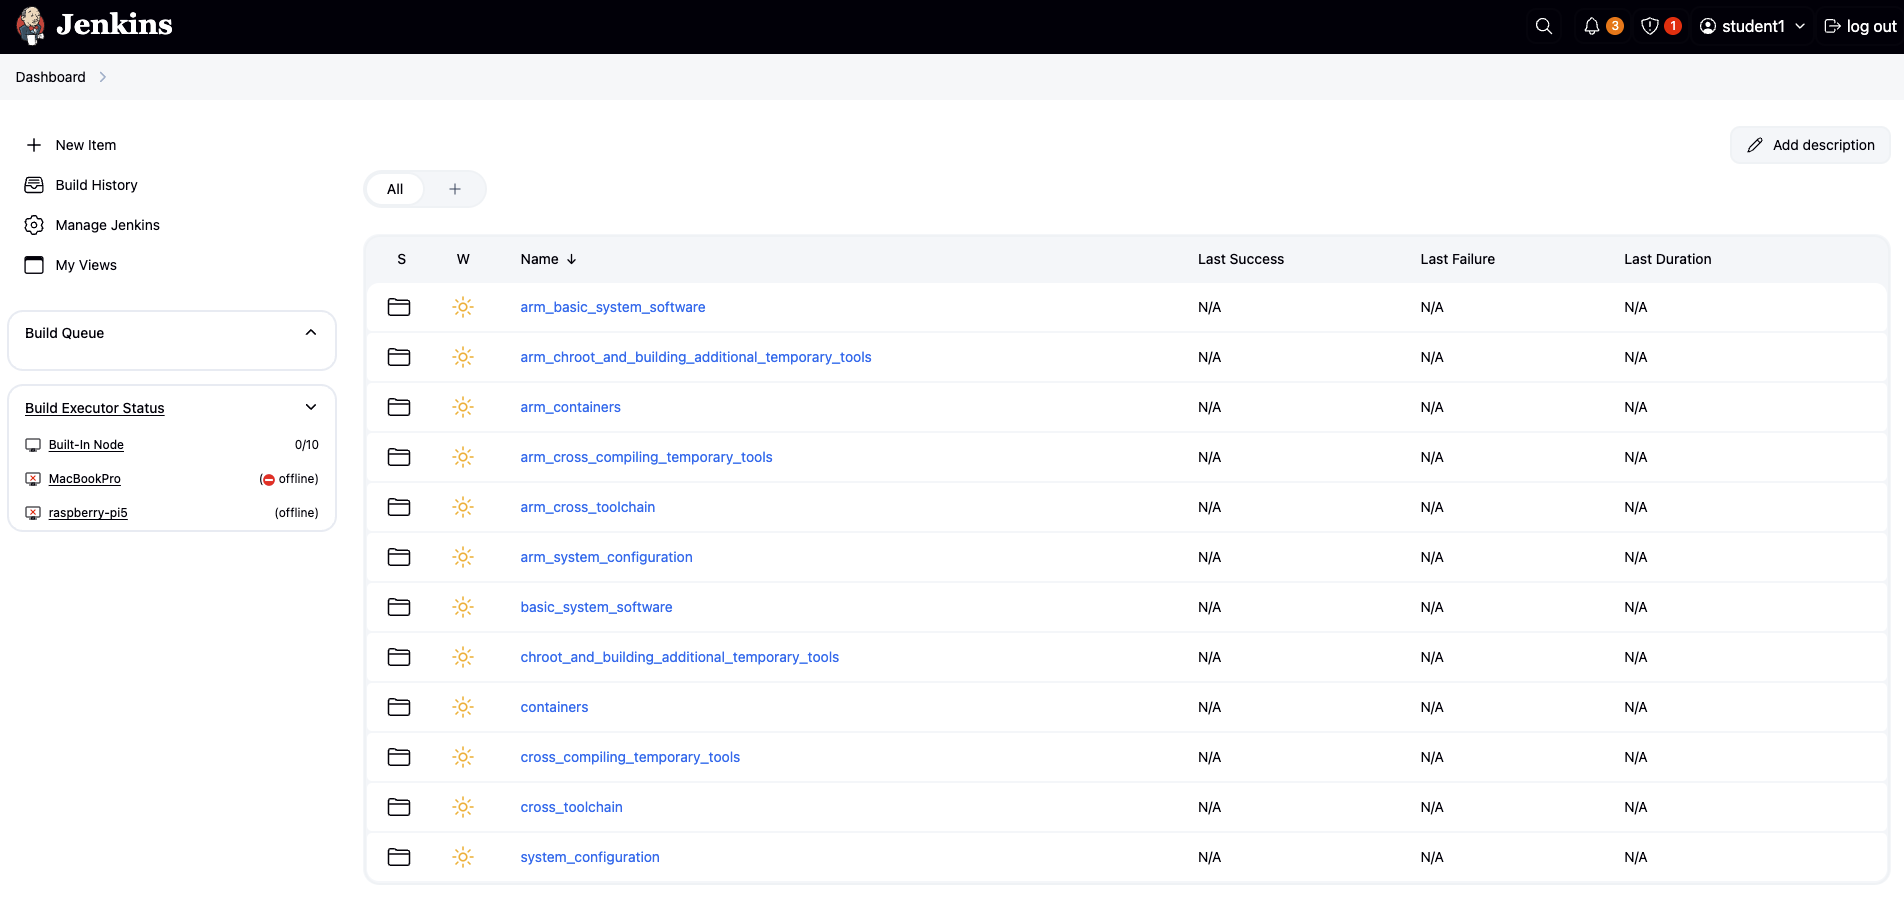 Jenkins
3
1
student1
log out
Dashboard
New Item
Build History
Manage Jenkins
My Views
Build Queue
Build Executor Status
Built-In Node 0/10
MacBookPro (offline)
raspberry-pi5 (offline)
Add description
All +
S W Name ↓ Last Success Last Failure Last Duration
arm_basic_system_software N/A N/A N/A
arm_chroot_and_building_additional_temporary_tools N/A N/A N/A
arm_containers N/A N/A N/A
arm_cross_compiling_temporary_tools N/A N/A N/A
arm_cross_toolchain N/A N/A N/A
arm_system_configuration N/A N/A N/A
basic_system_software N/A N/A N/A
chroot_and_building_additional_temporary_tools N/A N/A N/A
containers N/A N/A N/A
cross_compiling_temporary_tools N/A N/A N/A
cross_toolchain N/A N/A N/A
system_configuration N/A N/A N/A